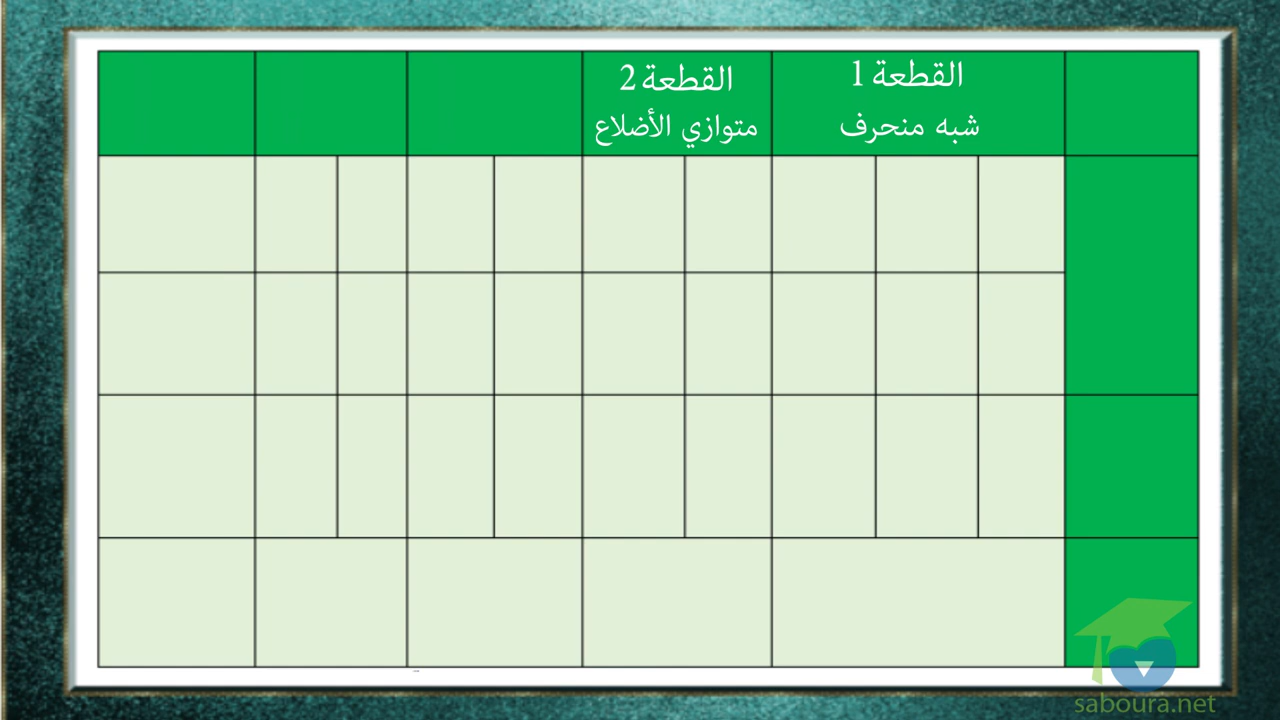 القطعة 1
شبه منحرف
القطعة 2
متوازي الأضلاع
saboura.net